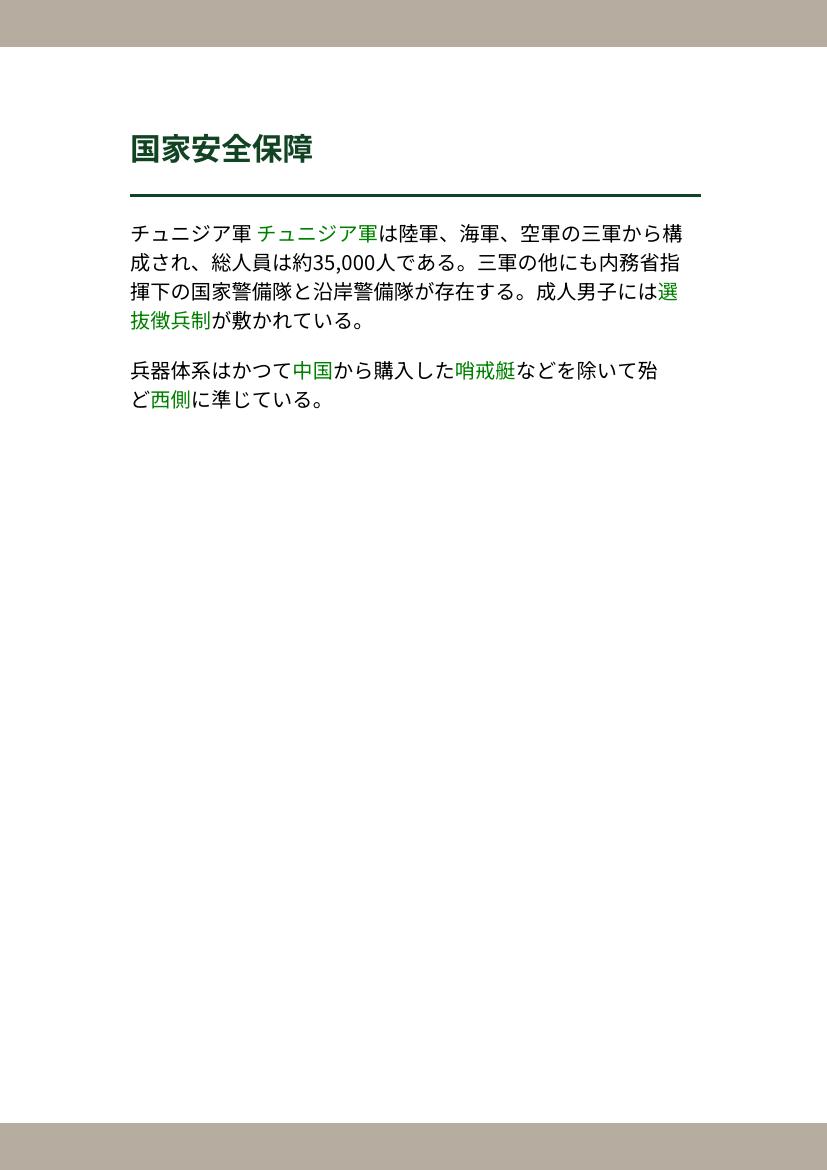 国家安全保障
チュニジア軍 チュニジア軍は陸軍、海軍、空軍の三軍から構
成され、総人員は約35,000人である。三軍の他にも内務省指
揮下の国家警備隊と沿岸警備隊が存在する。成人男子には選
抜徴兵制が敷かれている。
兵器体系はかつて中国から購入した哨戒艇などを除いて殆
ど西側に準じている。